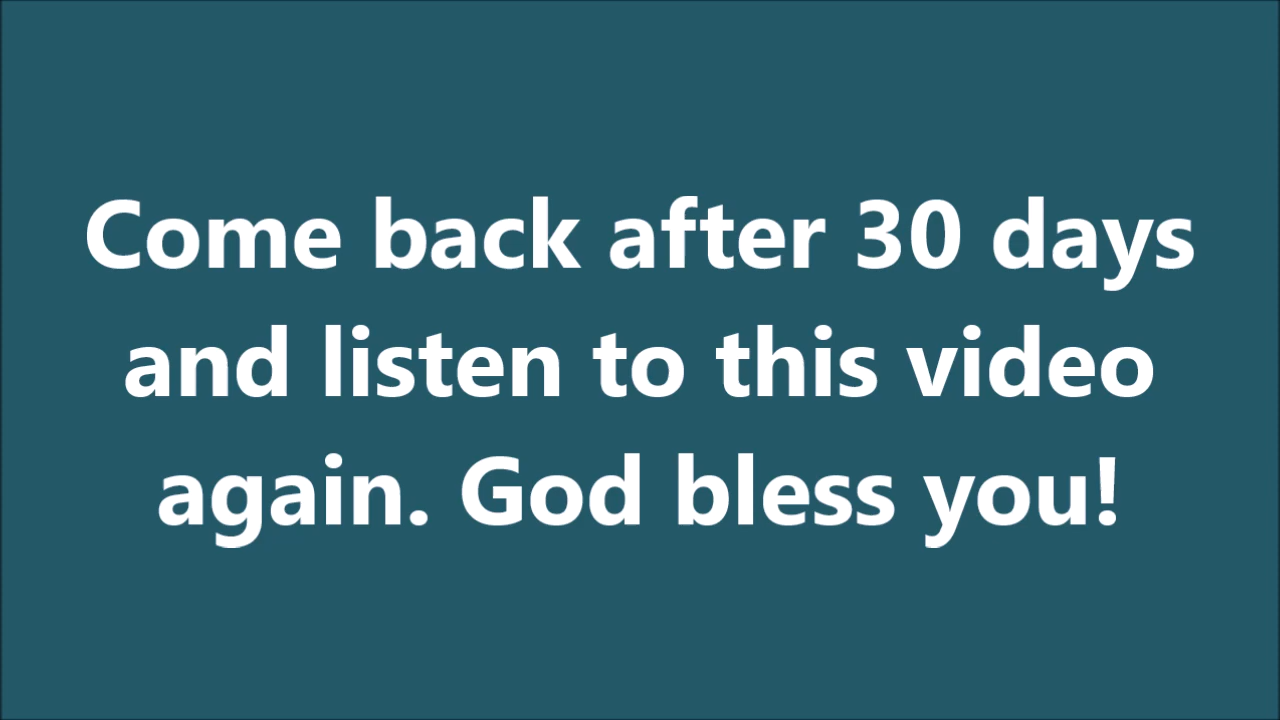 Come back after 30 days
and listen to this video
again. God bless you!